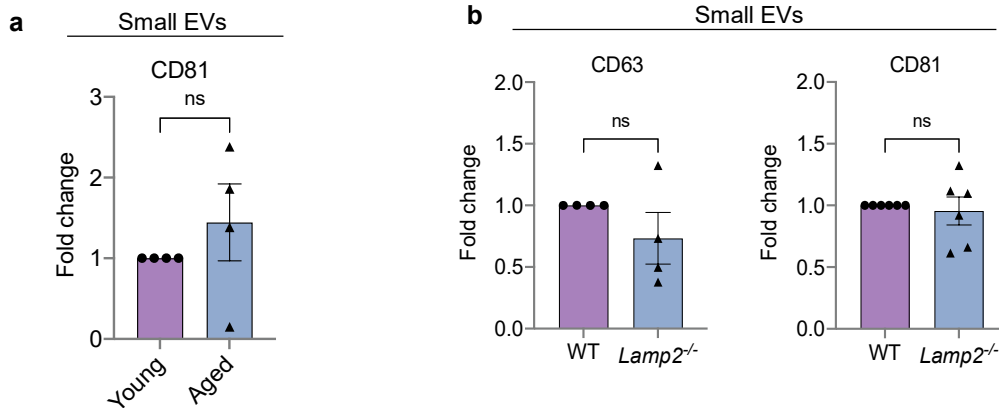 a
Small EVs
CD81
ns
3
2
1
0
Fold change
Young
Aged
b
Small EVs
CD63
ns
2.0
1.5
1.0
0.5
0.0
Fold change
WT
Lamp2-/-
CD81
ns
2.0
1.5
1.0
0.5
0.0
Fold change
WT
Lamp2-/-